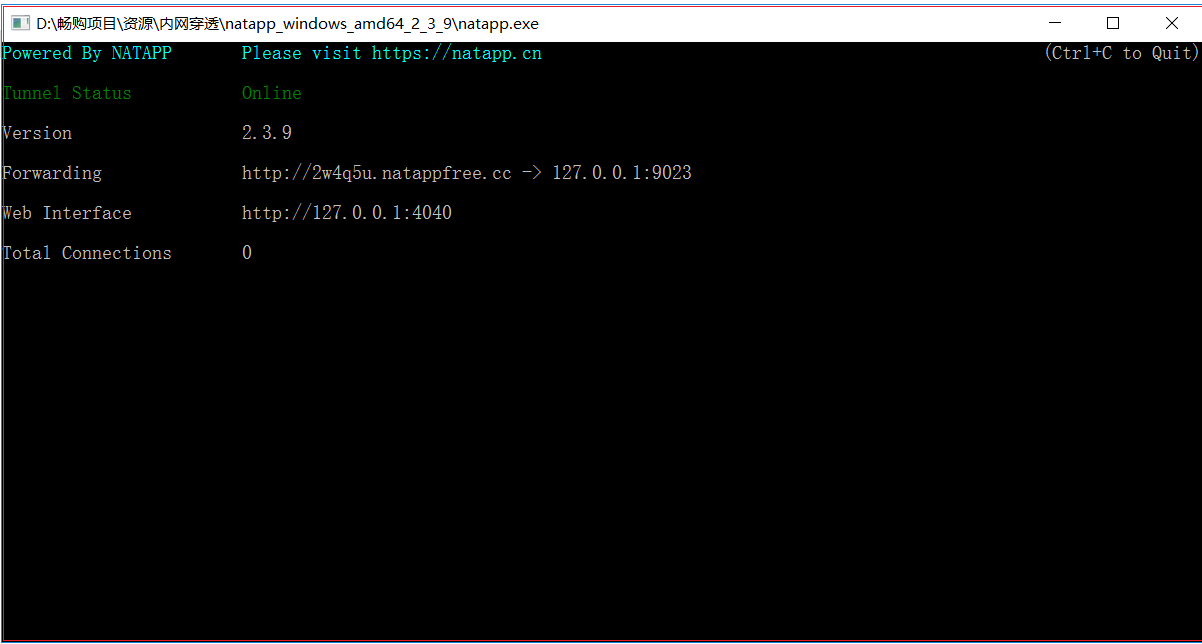 D:\畅购项目\资源\内网穿透\natapp_windows_amd64_2_3_9\natapp.exe
Powered By NATAPP Please visit https://natapp.cn (Ctrl+C to Quit)
Tunnel Status Online
Version 2.3.9
Forwarding http://2w4q5u.natappfree.cc -> 127.0.0.1:9023
Web Interface http://127.0.0.1:4040
Total Connections 0